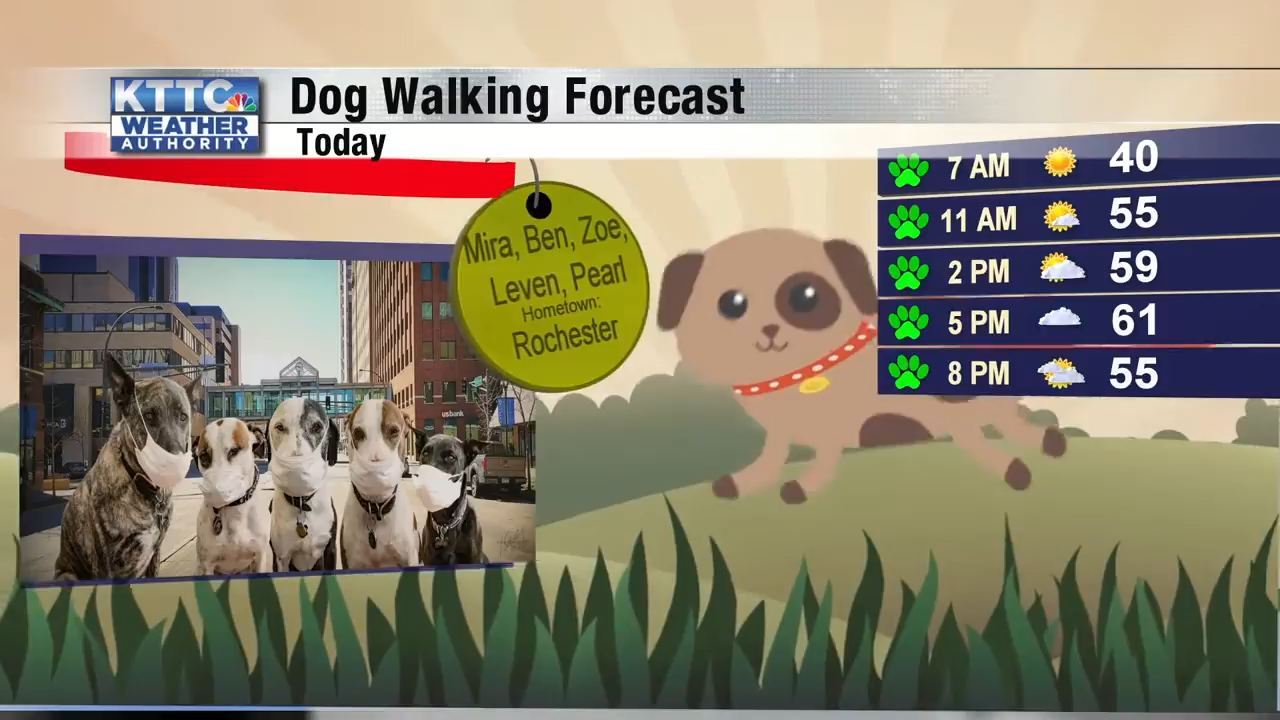 KTTC
WEATHER
AUTHORITY
Dog Walking Forecast
Today
Mira, Ben, Zoe,
Leven, Pearl
Hometown:
Rochester
7 AM 40
11 AM 55
2 PM 59
5 PM 61
8 PM 55
usbank